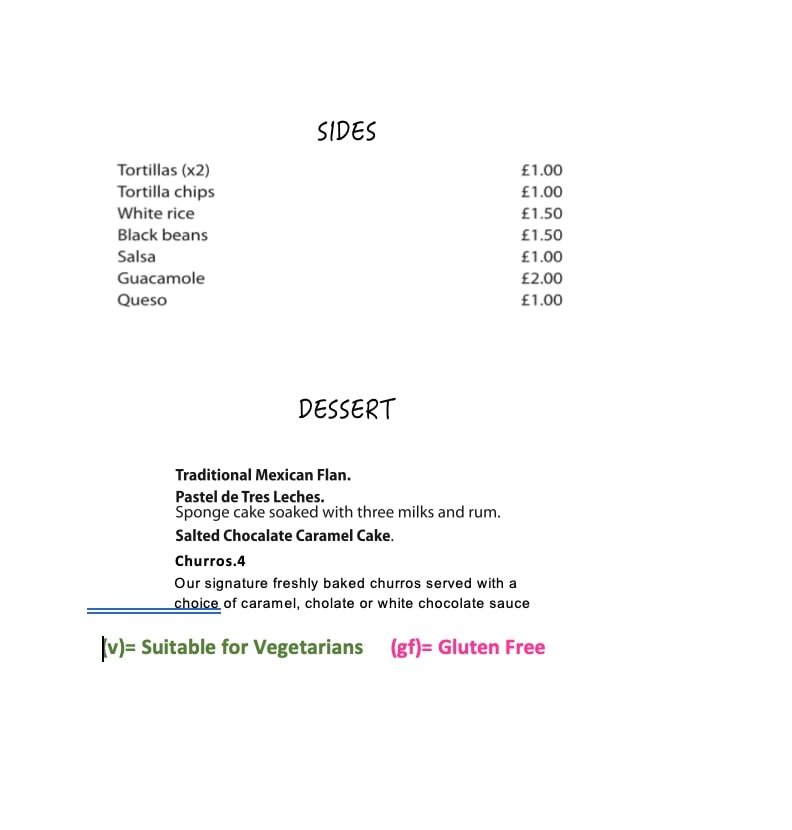 SIDES
Tortillas (x2) £1.00
Tortilla chips £1.00
White rice £1.50
Black beans £1.50
Salsa £1.00
Guacamole £2.00
Queso £1.00
DESSERT
Traditional Mexican Flan.
Pastel de Tres Leches.
Sponge cake soaked with three milks and rum.
Salted Chocalate Caramel Cake.
Churros.4
Our signature freshly baked churros served with a
choice of caramel, cholate or white chocolate sauce
(v)= Suitable for Vegetarians (gf)= Gluten Free